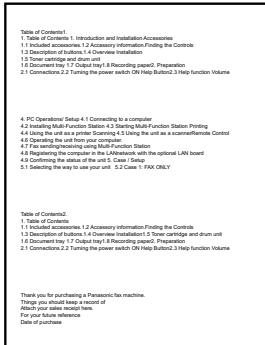 Table of Contents1.
1. Table of Contents 1. Introduction and Installation Accessories
1.1 Included accessories.1.2 Accessory information.Finding the Controls
1.3 Description of buttons.1.4 Overview Installation
1.5 Toner cartridge and drum unit
1.6 Document tray 1.7 Output tray1.8 Recording paper2. Preparation
2.1 Connections.2.2 Turning the power switch ON Help Button2.3 Help function Volume
4. PC Operations/ Setup 4.1 Connecting to a computer
4.2 Installing Multi-Function Station 4.3 Starting Multi-Function Station Printing
4.4 Using the unit as a printer Scanning 4.5 Using the unit as a scannerRemote Control
4.6 Operating the unit from your computer.
4.7 Fax sending/receiving using Multi-Function Station
4.8 Registering the computer in the LANnetwork with the optional LAN board
4.9 Confirming the status of the unit 5. Case / Setup
5.1 Selecting the way to use your unit 5.2 Case 1: FAX ONLY
Table of Contents2.
1. Table of Contents
1.1 Included accessories.1.2 Accessory information.Finding the Controls
1.3 Description of buttons.1.4 Overview Installation1.5 Toner cartridge and drum unit
1.6 Document tray 1.7 Output tray1.8 Recording paper2. Preparation
2.1 Connections.2.2 Turning the power switch ON Help Button2.3 Help function Volume
Thank you for purchasing a Panasonic fax machine.
Things you should keep a record of
Attach your sales receipt here.
For your future reference
Date of purchase